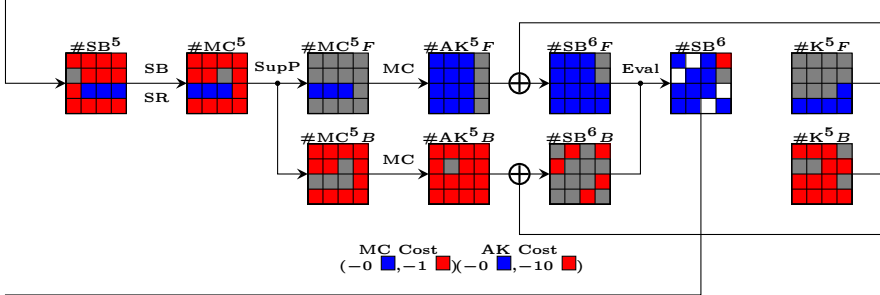 #SB⁵ #MC⁵ #MC⁵F #AK⁵F #SB⁶F #SB⁶ #K⁵F
SB SupP MC Eval
SR
#MC⁵B #AK⁵B #SB⁶B #K⁵B
MC
MC Cost AK Cost
(−0 ,−1 )(−0 ,−10 )